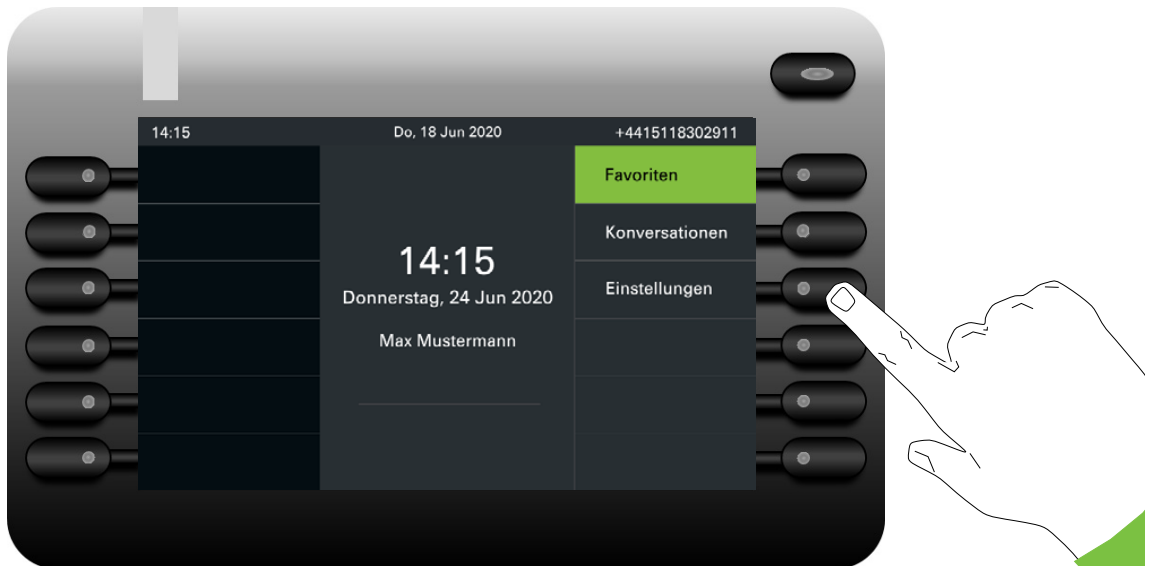 14:15 Do, 18 Jun 2020 +4415118302911
Favoriten
Konversationen
14:15
Donnerstag, 24 Jun 2020
Einstellungen
Max Mustermann